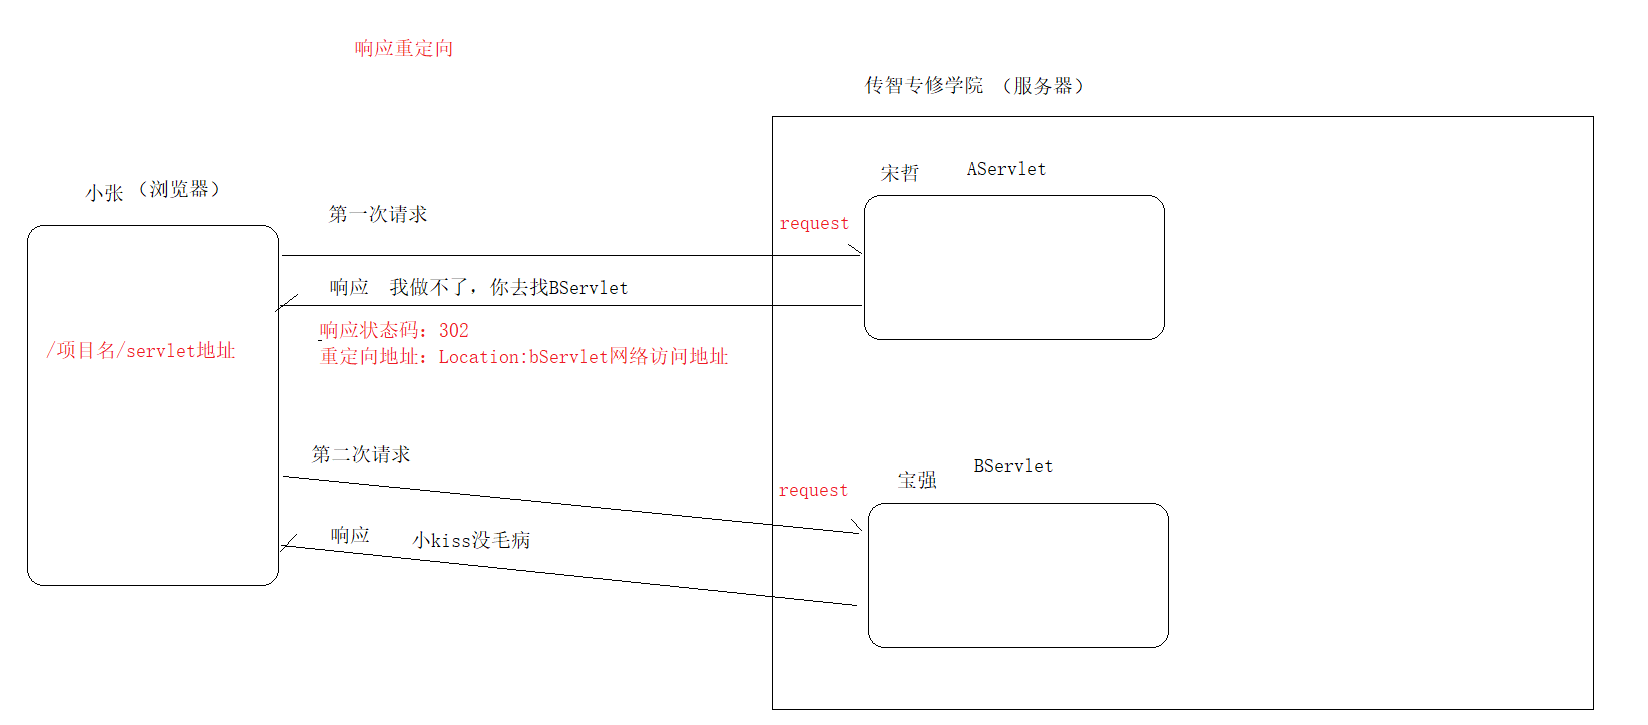 响应重定向
传智专修学院 （服务器）
宋哲 AServlet
小张 （浏览器）
第一次请求
request
响应 我做不了，你去找BServlet
响应状态码：302
/项目名/servlet地址
重定向地址：Location:bServlet网络访问地址
第二次请求
宝强 BServlet
request
响应 小kiss没毛病